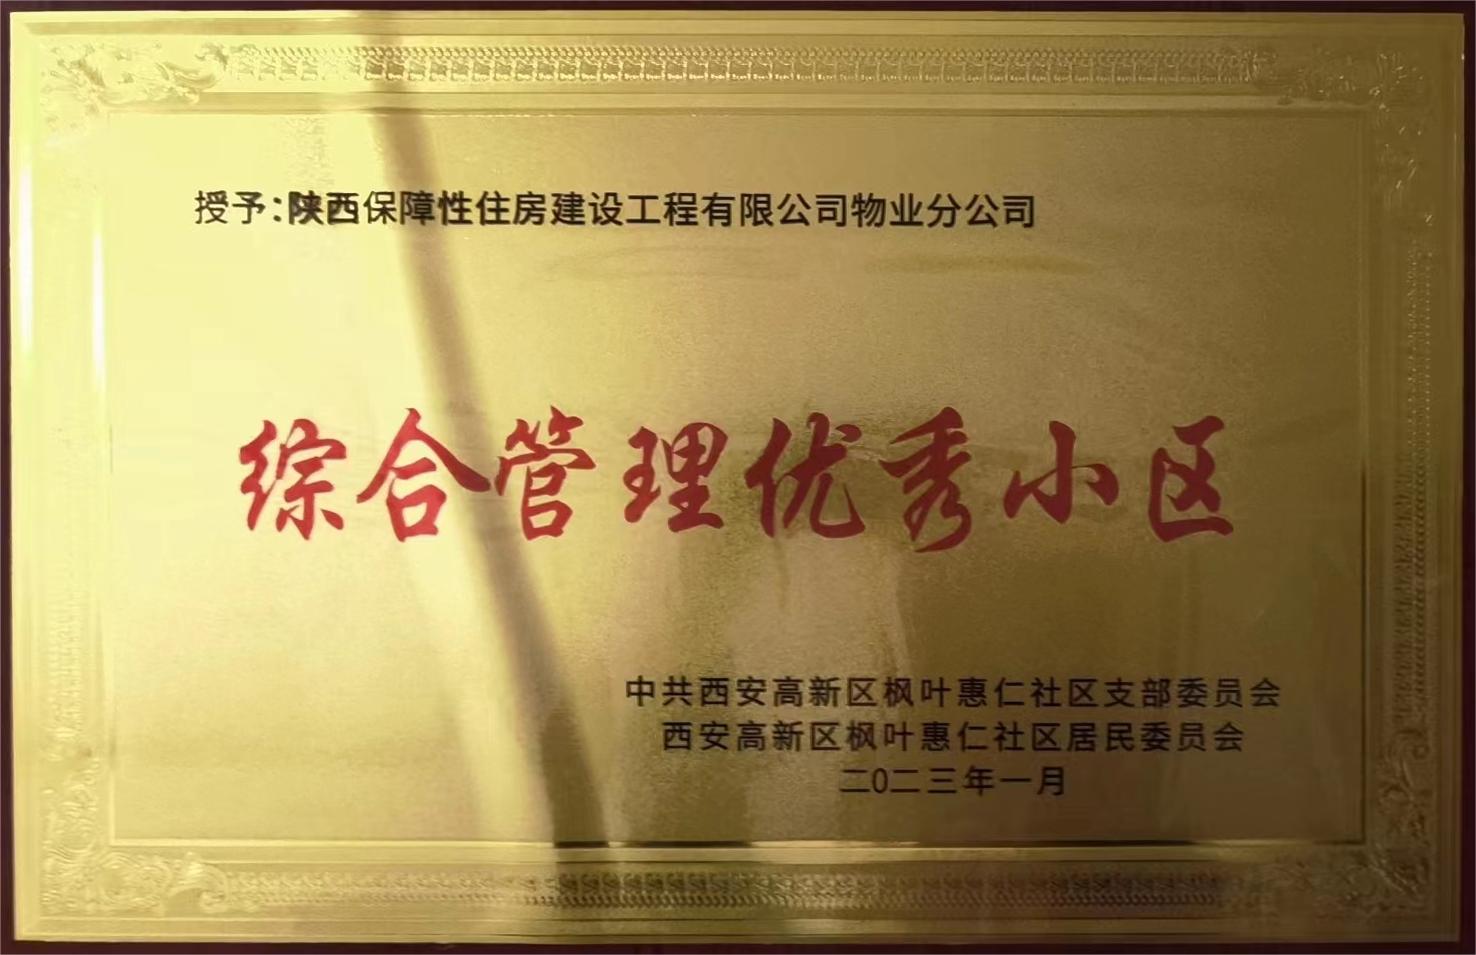 授予:陕西保障性住房建设工程有限公司物业分公司
综合管理优秀小区
中共西安高新区枫叶惠仁社区支部委员会
西安高新区枫叶惠仁社区居民委员会
二0二三年一月